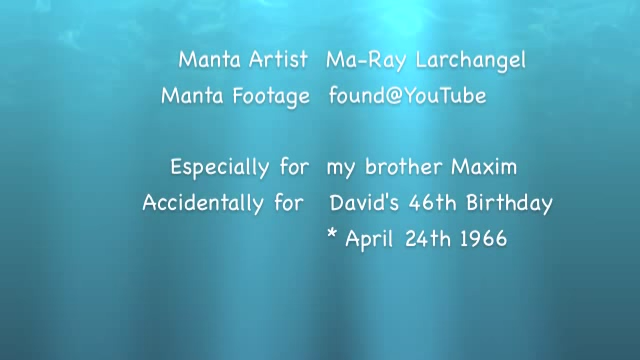 Manta Artist Ma-Ray Larchangel
Manta Footage found@YouTube
Especially for my brother Maxim
Accidentally for David's 46th Birthday
* April 24th 1966